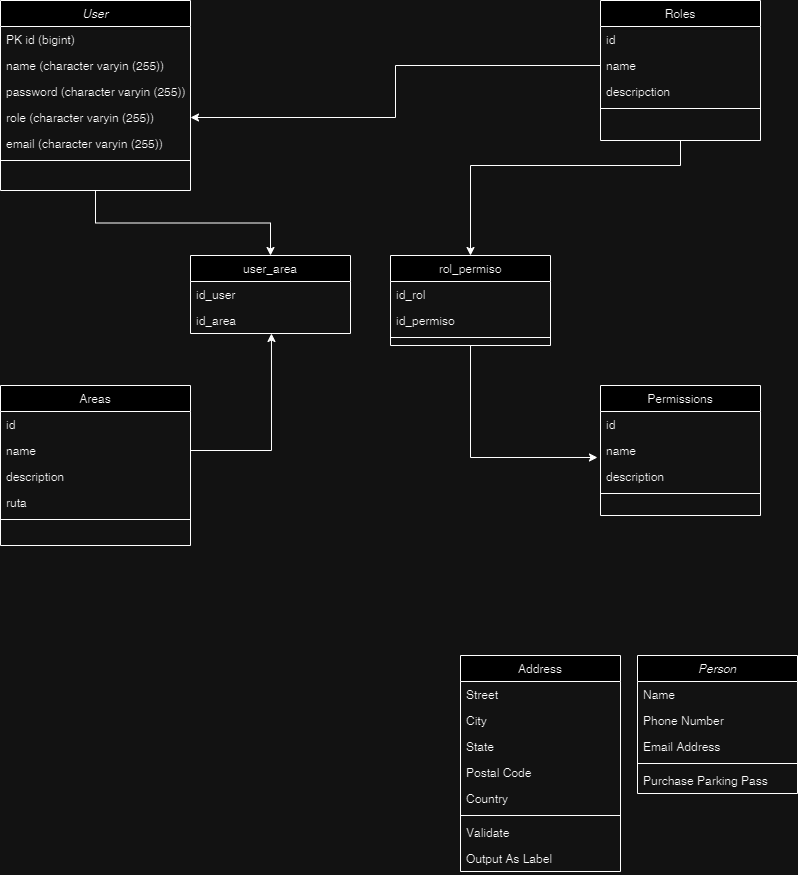 User
PK id (bigint)
name (character varyin (255))
password (character varyin (255))
role (character varyin (255))
email (character varyin (255))
Roles
id
name
descripction
user_area
id_user
id_area
rol_permiso
id_rol
id_permiso
Areas
id
name
description
ruta
Permissions
id
name
description
Address
Street
City
State
Postal Code
Country
Validate
Output As Label
Person
Name
Phone Number
Email Address
Purchase Parking Pass